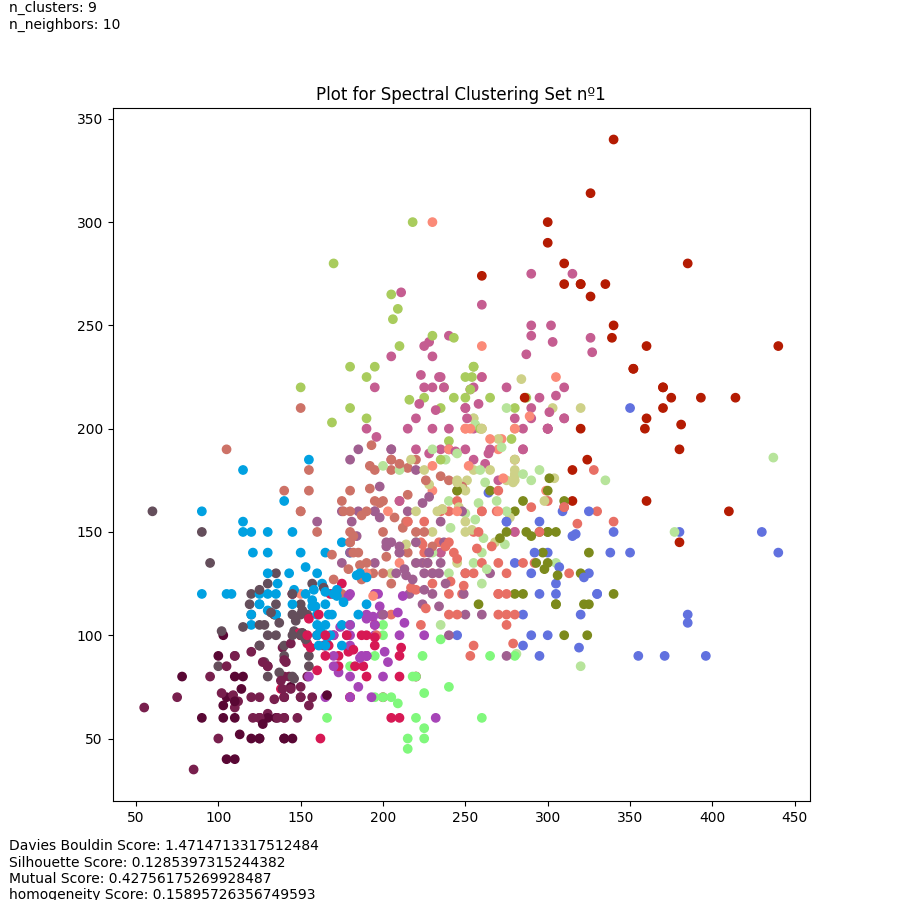 n_clusters: 9
n_neighbors: 10
Plot for Spectral Clustering Set nº1
350
300
250
200
150
100
50
50 100 150 200 250 300 350 400 450
Davies Bouldin Score: 1.4714713317512484
Silhouette Score: 0.1285397315244382
Mutual Score: 0.42756175269928487
homogeneity Score: 0.15895726356749593